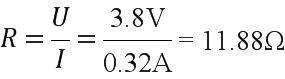 R = U/I = 3.8V/0.32A = 11.88Ω